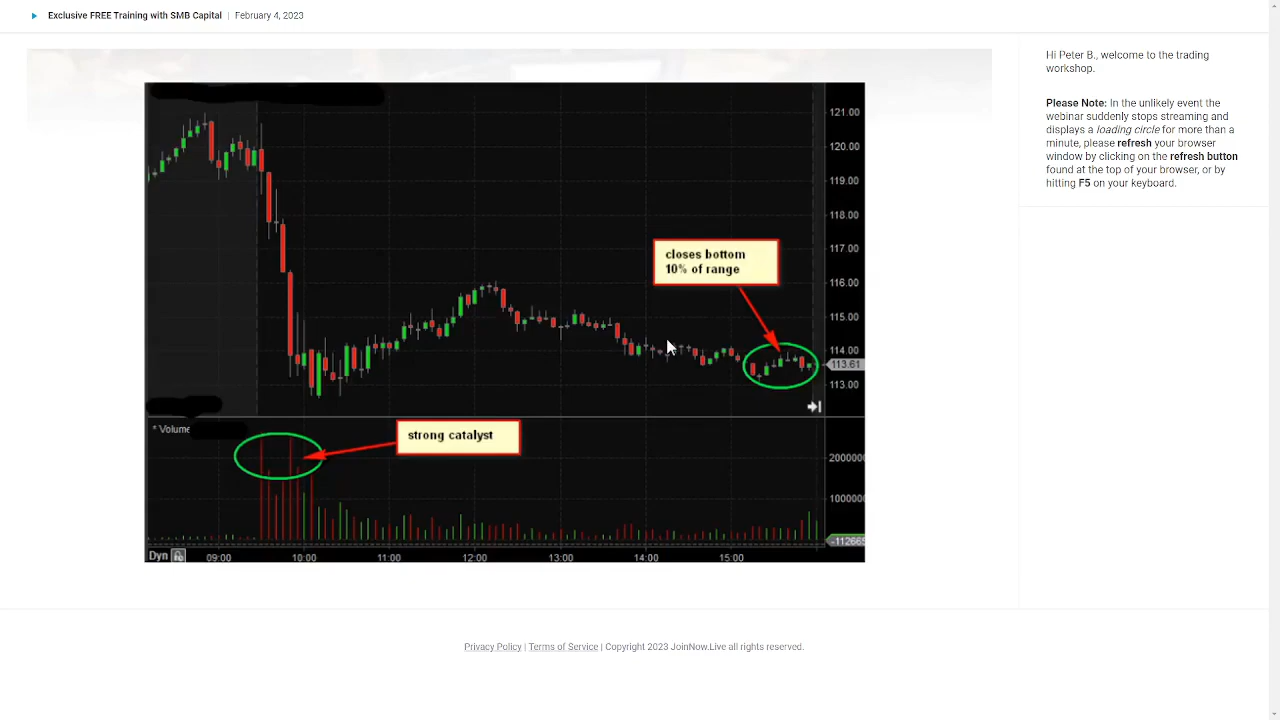 Exclusive FREE Training with SMB Capital | February 4, 2023
Hi Peter B., welcome to the trading
workshop.
Please Note: In the unlikely event the
webinar suddenly stops streaming and
displays a loading circle for more than a
minute, please refresh your browser
window by clicking on the refresh button
found at the top of your browser, or by
hitting F5 on your keyboard.
121.00
120.00
119.00
118.00
117.00
closes bottom
10% of range
116.00
115.00
114.00
113.61
113.00
* Volume
strong catalyst
Dyn
09:00 10:00 11:00 12:00 13:00 14:00 15:00
Privacy Policy | Terms of Service | Copyright 2023 JoinNow.Live all rights reserved.